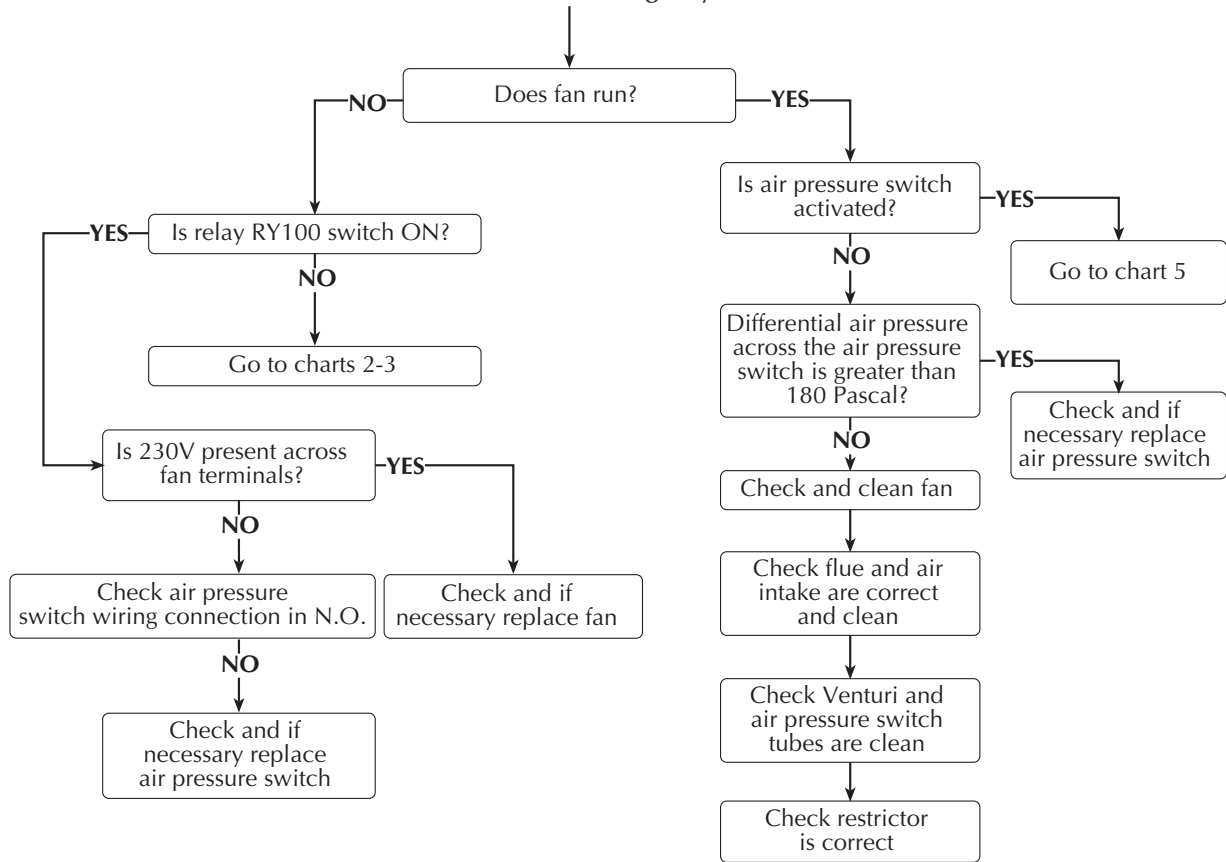 Does fan run?
NO
YES
Is air pressure switch
activated?
YES
Is relay RY100 switch ON?
YES
NO
NO
Go to chart 5
Go to charts 2-3
Differential air pressure
across the air pressure
switch is greater than
180 Pascal?
YES
Check and if
necessary replace
air pressure switch
NO
Is 230V present across
fan terminals?
YES
Check and clean fan
NO
Check air pressure
switch wiring connection in N.O.
Check and if
necessary replace fan
Check flue and air
intake are correct
and clean
NO
Check and if
necessary replace
air pressure switch
Check Venturi and
air pressure switch
tubes are clean
Check restrictor
is correct